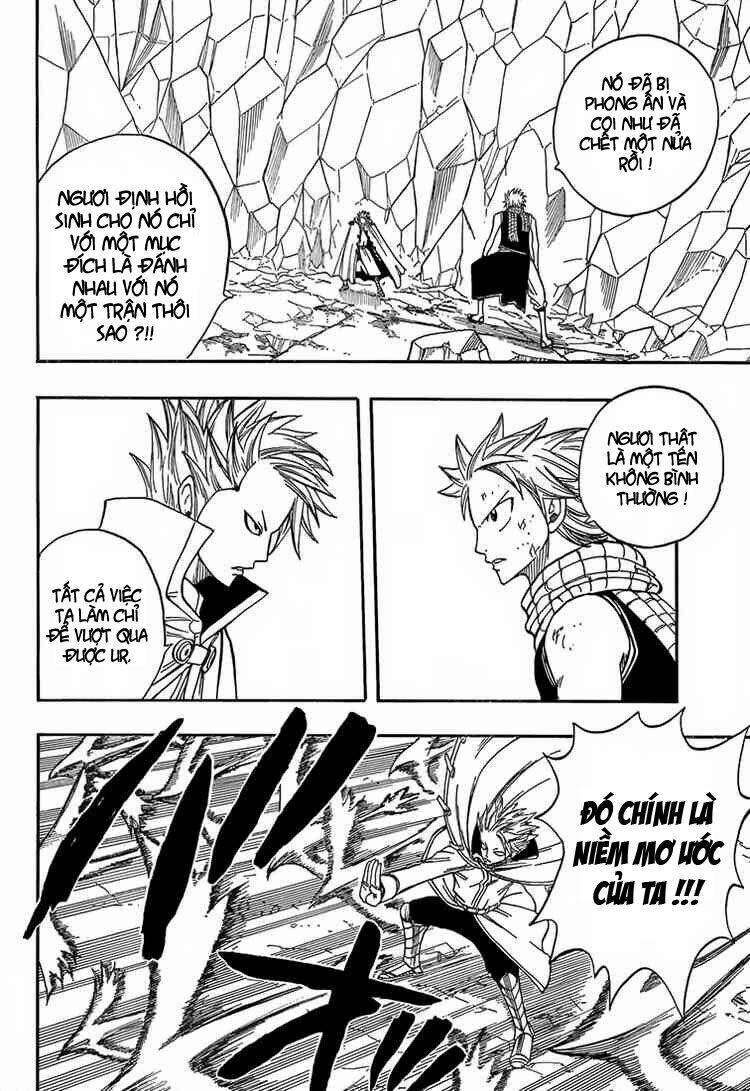 NÓ ĐÃ BỊ
PHONG ẤN VÀ
COI NHƯ ĐÃ
CHẾT MỘT NỬA
RỒI !
NGƯƠI ĐỊNH HỒI
SINH CHO NÓ CHỈ
VỚI MỘT MỤC
ĐÍCH LÀ ĐÁNH
NHAU VỚI NÓ
MỘT TRẬN THÔI
SAO ?!!
NGƯƠI THẬT
LÀ MỘT TÊN
KHÔNG BÌNH
THƯỜNG !
TẤT CẢ VIỆC
TA LÀM CHỈ
ĐỂ VƯỢT QUA
ĐƯỢC UR.
ĐÓ CHÍNH LÀ
NIỀM MƠ ƯỚC
CỦA TA !!!